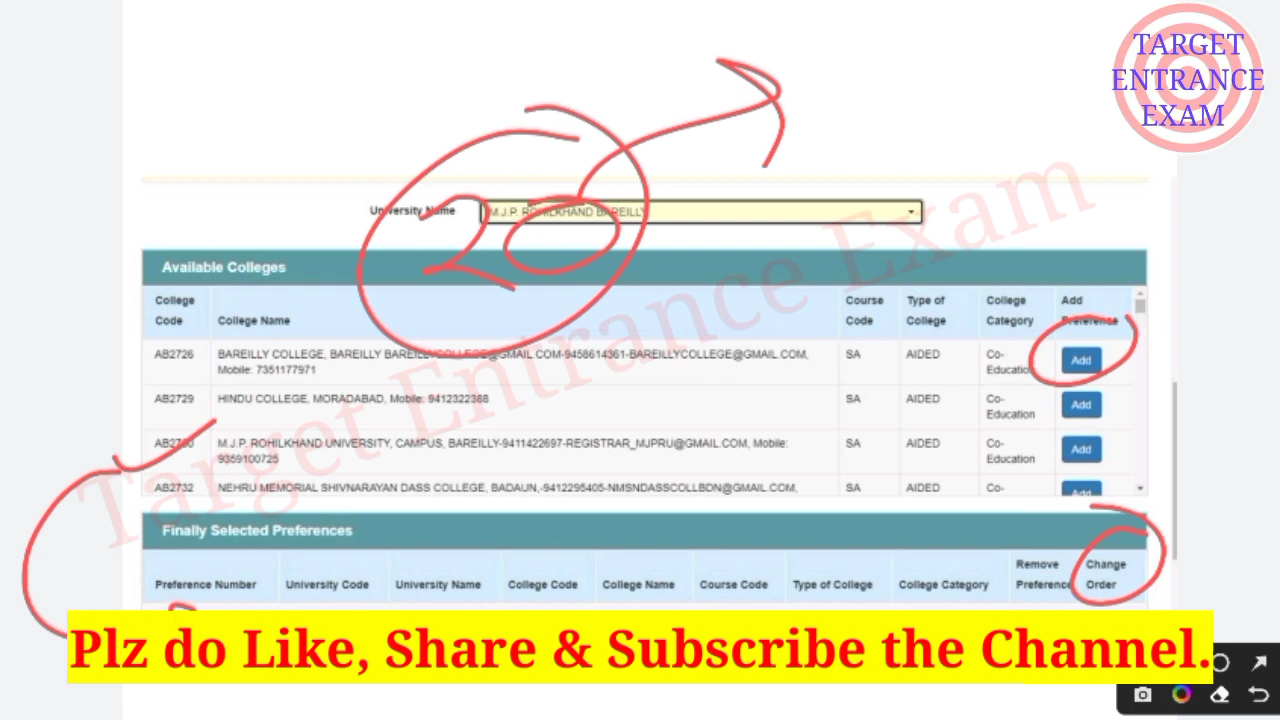 TARGET
ENTRANCE
EXAM
20
University Name M.J.P. ROHILKHAND BAREILLY
Available Colleges
College Code College Name Course Code Type of College College Category Add Preference
AB2726 BAREILLY COLLEGE, BAREILLY BAREILLYCOLLEGE@GMAIL.COM-9458614361-BAREILLYCOLLEGE@GMAIL.COM, SA AIDED Co- Add
Mobile: 7351177971 Education
AB2729 HINDU COLLEGE, MORADABAD, Mobile: 9412322388 SA AIDED Co- Add
Education
M.J.P. ROHILKHAND UNIVERSITY, CAMPUS, BAREILLY-9411422697-REGISTRAR_MJPRU@GMAIL.COM, Mobile: SA AIDED Co- Add
9359100725 Education
AB2732 NEHRU MEMORIAL SHIVNARAYAN DASS COLLEGE, BADAUN,-9412295405-NMSNDASSCOLLBDN@GMAIL.COM, SA AIDED Co- Add
Target Entrance Exam
Finally Selected Preferences
Preference Number University Code University Name College Code College Name Course Code Type of College College Category Remove Preference Change Order
Plz do Like, Share & Subscribe the Channel.